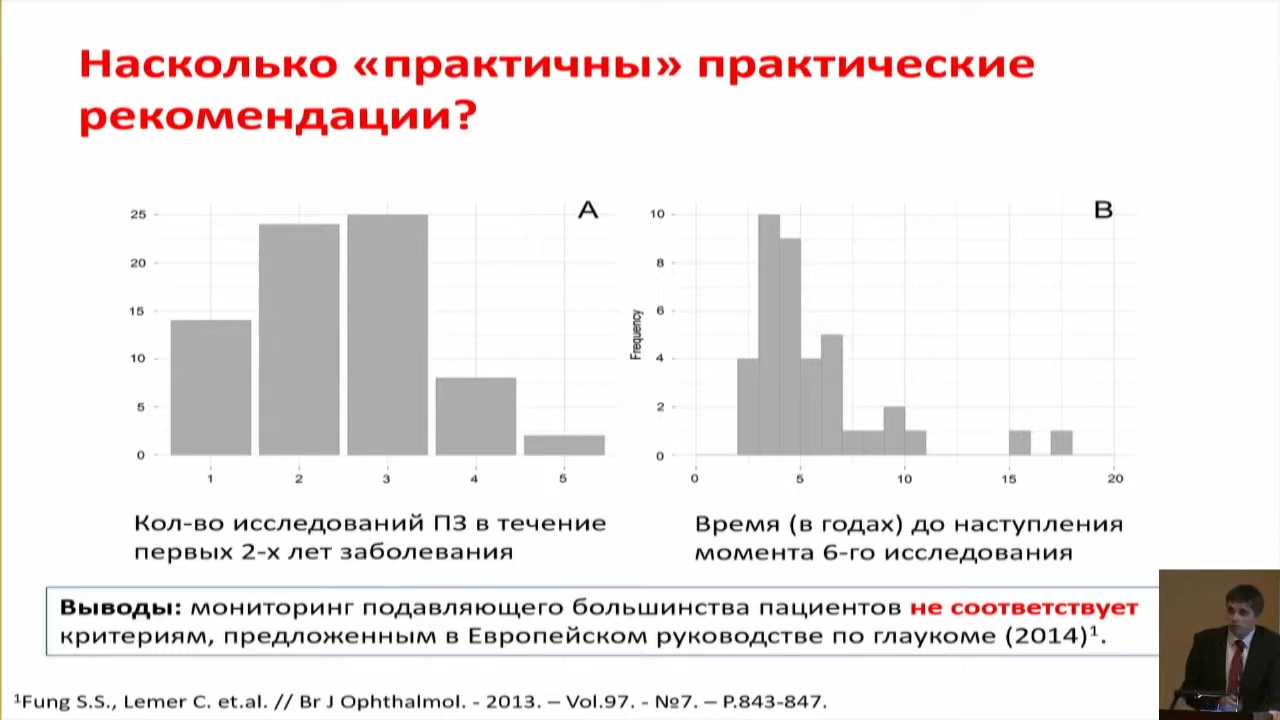 Насколько «практичны» практические
рекомендации?
A
25
20
15
10
5
0
1 2 3 4 5
Кол-во исследований ПЗ в течение
первых 2-х лет заболевания
B
Frequency
10
8
6
4
2
0
0 5 10 15 20
Время (в годах) до наступления
момента 6-го исследования
Выводы: мониторинг подавляющего большинства пациентов не соответствует
критериям, предложенным в Европейском руководстве по глаукоме (2014)¹.
¹Fung S.S., Lemer C. et.al. // Br J Ophthalmol. - 2013. – Vol.97. - №7. – P.843-847.